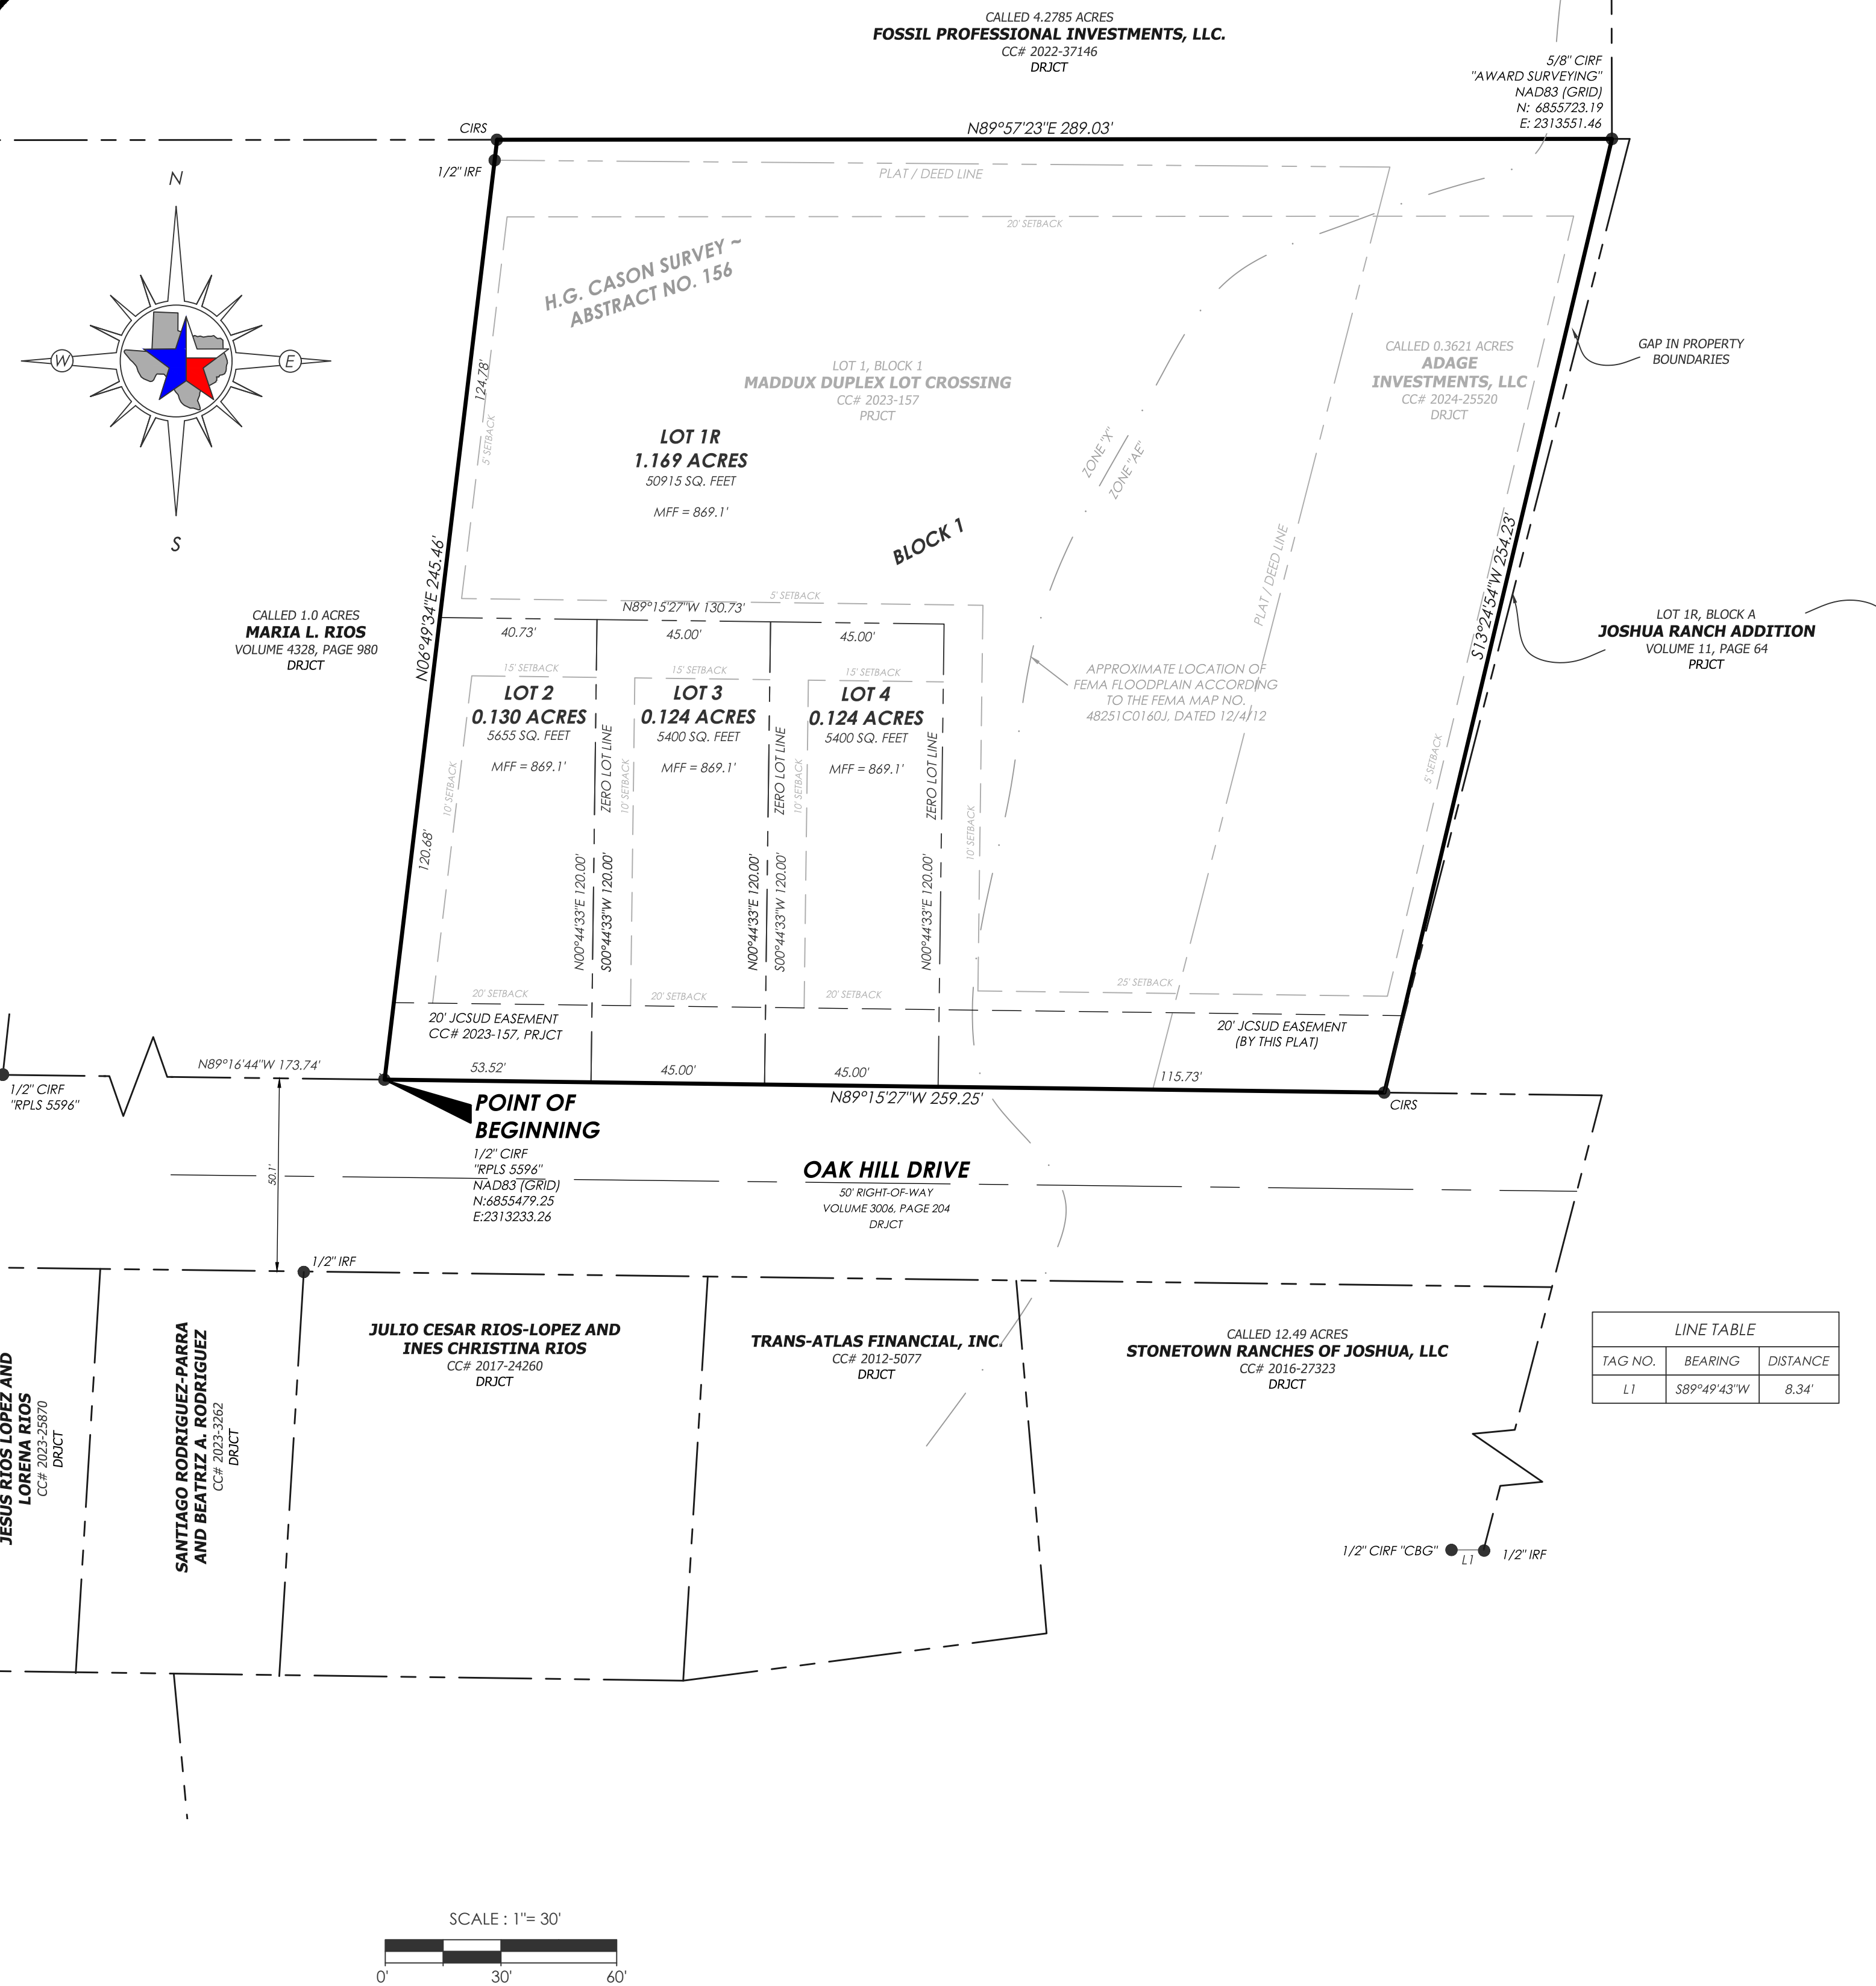 CALLED 4.2785 ACRES
FOSSIL PROFESSIONAL INVESTMENTS, LLC.
CC# 2022-37146
DRJCT
5/8" CIRF
"AWARD SURVEYING"
NAD83 (GRID)
N: 6855723.19
E: 2313551.46
CIRS
N89°57'23"E 289.03'
1/2" IRF
PLAT / DEED LINE
20' SETBACK
N
W
E
S
H.G. CASON SURVEY ~
ABSTRACT NO. 156
124.78'
5' SETBACK
LOT 1, BLOCK 1
MADDUX DUPLEX LOT CROSSING
CC# 2023-157
PRJCT
CALLED 0.3621 ACRES
ADAGE
INVESTMENTS, LLC
CC# 2024-25520
DRJCT
GAP IN PROPERTY
BOUNDARIES
LOT 1R
1.169 ACRES
50915 SQ. FEET
MFF = 869.1'
BLOCK 1
ZONE "X"
ZONE "AE"
PLAT / DEED LINE
S13°24'54"W 254.23'
N06°49'34"E 245.46'
CALLED 1.0 ACRES
MARIA L. RIOS
VOLUME 4328, PAGE 980
DRJCT
LOT 1R, BLOCK A
JOSHUA RANCH ADDITION
VOLUME 11, PAGE 64
PRJCT
5' SETBACK
N89°15'27"W 130.73'
40.73'
45.00'
45.00'
15' SETBACK
15' SETBACK
15' SETBACK
LOT 2
0.130 ACRES
5655 SQ. FEET
MFF = 869.1'
LOT 3
0.124 ACRES
5400 SQ. FEET
MFF = 869.1'
LOT 4
0.124 ACRES
5400 SQ. FEET
MFF = 869.1'
APPROXIMATE LOCATION OF
FEMA FLOODPLAIN ACCORDING
TO THE FEMA MAP NO.
48251C0160J, DATED 12/4/12
10' SETBACK
ZERO LOT LINE
10' SETBACK
ZERO LOT LINE
10' SETBACK
ZERO LOT LINE
10' SETBACK
5' SETBACK
120.68'
N00°44'33"E 120.00'
S00°44'33"W 120.00'
N00°44'33"E 120.00'
S00°44'33"W 120.00'
N00°44'33"E 120.00'
20' SETBACK
20' SETBACK
20' SETBACK
25' SETBACK
20' JCSUD EASEMENT
CC# 2023-157, PRJCT
20' JCSUD EASEMENT
(BY THIS PLAT)
N89°16'44"W 173.74'
53.52'
45.00'
45.00'
115.73'
N89°15'27"W 259.25'
CIRS
1/2" CIRF
"RPLS 5596"
POINT OF
BEGINNING
1/2" CIRF
"RPLS 5596"
NAD83 (GRID)
N:6855479.25
E:2313233.26
50.1'
OAK HILL DRIVE
50' RIGHT-OF-WAY
VOLUME 3006, PAGE 204
DRJCT
1/2" IRF
JESUS RIOS LOPEZ AND
LORENA RIOS
CC# 2023-25870
DRJCT
SANTIAGO RODRIGUEZ-PARRA
AND BEATRIZ A. RODRIGUEZ
CC# 2023-3262
DRJCT
JULIO CESAR RIOS-LOPEZ AND
INES CHRISTINA RIOS
CC# 2017-24260
DRJCT
TRANS-ATLAS FINANCIAL, INC.
CC# 2012-5077
DRJCT
CALLED 12.49 ACRES
STONETOWN RANCHES OF JOSHUA, LLC
CC# 2016-27323
DRJCT
LINE TABLE
TAG NO. BEARING DISTANCE
L1 S89°49'43"W 8.34'
1/2" CIRF "CBG"
L1
1/2" IRF
SCALE : 1"= 30'
0' 30' 60'